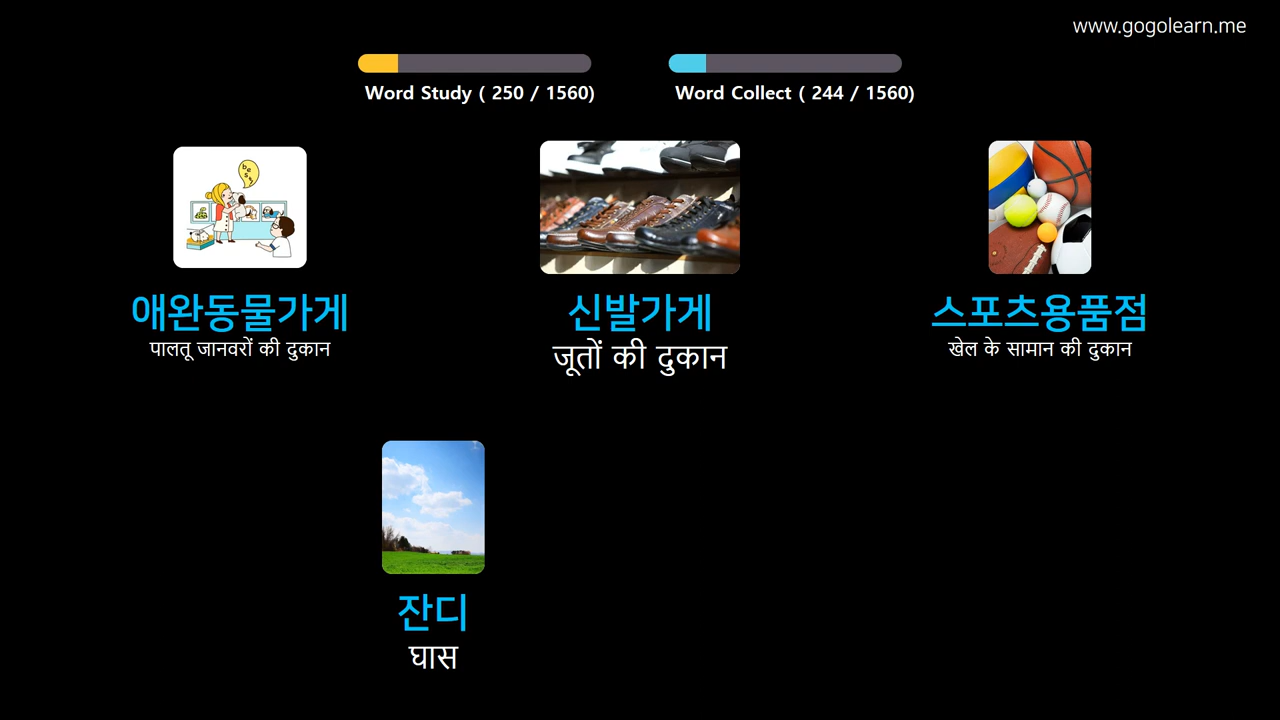 www.gogolearn.me
Word Study ( 250 / 1560)
Word Collect ( 244 / 1560)
best
애완동물가게
पालतू जानवरों की दुकान
신발가게
जूतों की दुकान
스포츠용품점
खेल के सामान की दुकान
잔디
घास